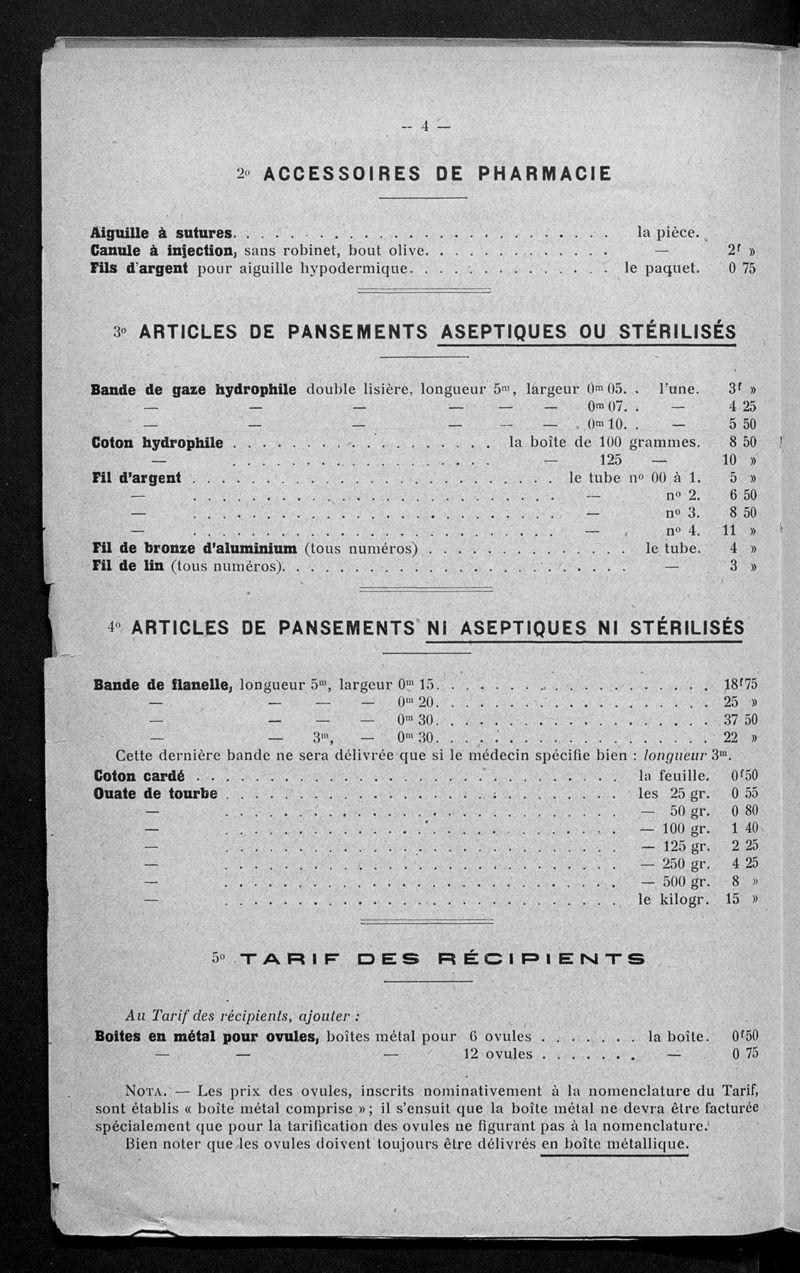 — 4 —
2º ACCESSOIRES DE PHARMACIE
Aiguille à sutures. . . . . . . . . . . . . . . . . . . . . . . . la pièce.
Canule à injection, sans robinet, bout olive. . . . . . . . . . . . . — 2f »
Fils d'argent pour aiguille hypodermique. . . . . . . . . . . . . . le paquet. 0 75
3º ARTICLES DE PANSEMENTS ASEPTIQUES OU STÉRILISÉS
Bande de gaze hydrophile double lisière, longueur 5m, largeur 0m 05. . l'une. 3f »
— — — — — — 0m 07. . — 4 25
— — — — — — 0m 10. . — 5 50
Coton hydrophile . . . . . . . . . . . . . . . . . . la boîte de 100 grammes. 8 50
— . . . . . . . . . . . . . . . . . . — 125 — 10 »
Fil d'argent . . . . . . . . . . . . . . . . . . . . . . . . . le tube nº 00 à 1. 5 »
— . . . . . . . . . . . . . . . . . . . . . . . . . — nº 2. 6 50
— . . . . . . . . . . . . . . . . . . . . . . . . . — nº 3. 8 50
— . . . . . . . . . . . . . . . . . . . . . . . . . — nº 4. 11 »
Fil de bronze d'aluminium (tous numéros) . . . . . . . . . . . . . . le tube. 4 »
Fil de lin (tous numéros). . . . . . . . . . . . . . . . . . . . . . . . — 3 »
4º ARTICLES DE PANSEMENTS NI ASEPTIQUES NI STÉRILISÉS
Bande de flanelle, longueur 5m, largeur 0m 15. . . . . . . . . . . . . . . . . . . 18f75
— — — — 0m 20. . . . . . . . . . . . . . . . . . . 25 »
— — — — 0m 30. . . . . . . . . . . . . . . . . . . 37 50
— — 3m, — 0m 30. . . . . . . . . . . . . . . . . . . 22 »
Cette dernière bande ne sera délivrée que si le médecin spécifie bien : longueur 3m.
Coton cardé . . . . . . . . . . . . . . . . . . . . . . . . . . . . . la feuille. 0f50
Ouate de tourbe . . . . . . . . . . . . . . . . . . . . . . . . . . . les 25 gr. 0 55
— . . . . . . . . . . . . . . . . . . . . . . . . . . . — 50 gr. 0 80
— . . . . . . . . . . . . . . . . . . . . . . . . . . . — 100 gr. 1 40
— . . . . . . . . . . . . . . . . . . . . . . . . . . . — 125 gr. 2 25
— . . . . . . . . . . . . . . . . . . . . . . . . . . . — 250 gr. 4 25
— . . . . . . . . . . . . . . . . . . . . . . . . . . . — 500 gr. 8 »
— . . . . . . . . . . . . . . . . . . . . . . . . . . . le kilogr. 15 »
5º TARIF DES RÉCIPIENTS
Au Tarif des récipients, ajouter :
Boites en métal pour ovules, boîtes métal pour 6 ovules . . . . . . . la boîte. 0f50
— — — 12 ovules . . . . . . . — 0 75
NOTA. — Les prix des ovules, inscrits nominativement à la nomenclature du Tarif,
sont établis « boîte métal comprise » ; il s'ensuit que la boîte métal ne devra être facturée
spécialement que pour la tarification des ovules ne figurant pas à la nomenclature.
Bien noter que les ovules doivent toujours être délivrés en boîte métallique.